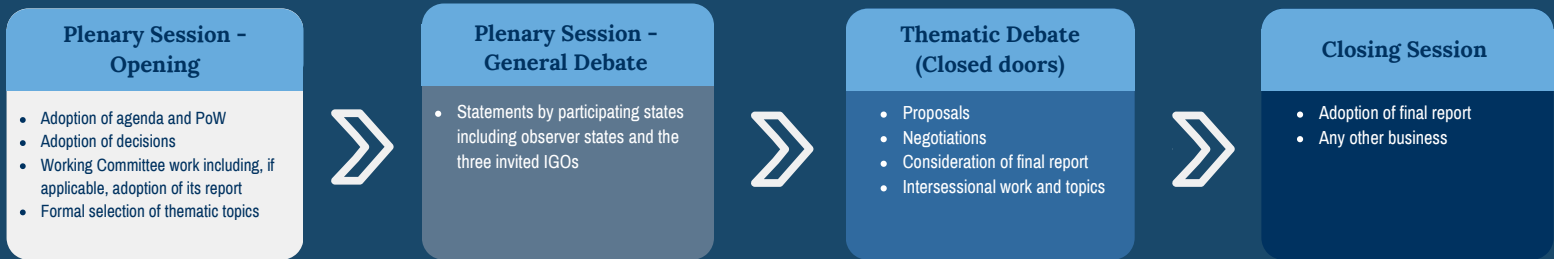 Plenary Session -
Opening
• Adoption of agenda and PoW
• Adoption of decisions
• Working Committee work including, if
applicable, adoption of its report
• Formal selection of thematic topics
Plenary Session -
General Debate
• Statements by participating states
including observer states and the
three invited IGOs
Thematic Debate
(Closed doors)
• Proposals
• Negotiations
• Consideration of final report
• Intersessional work and topics
Closing Session
• Adoption of final report
• Any other business